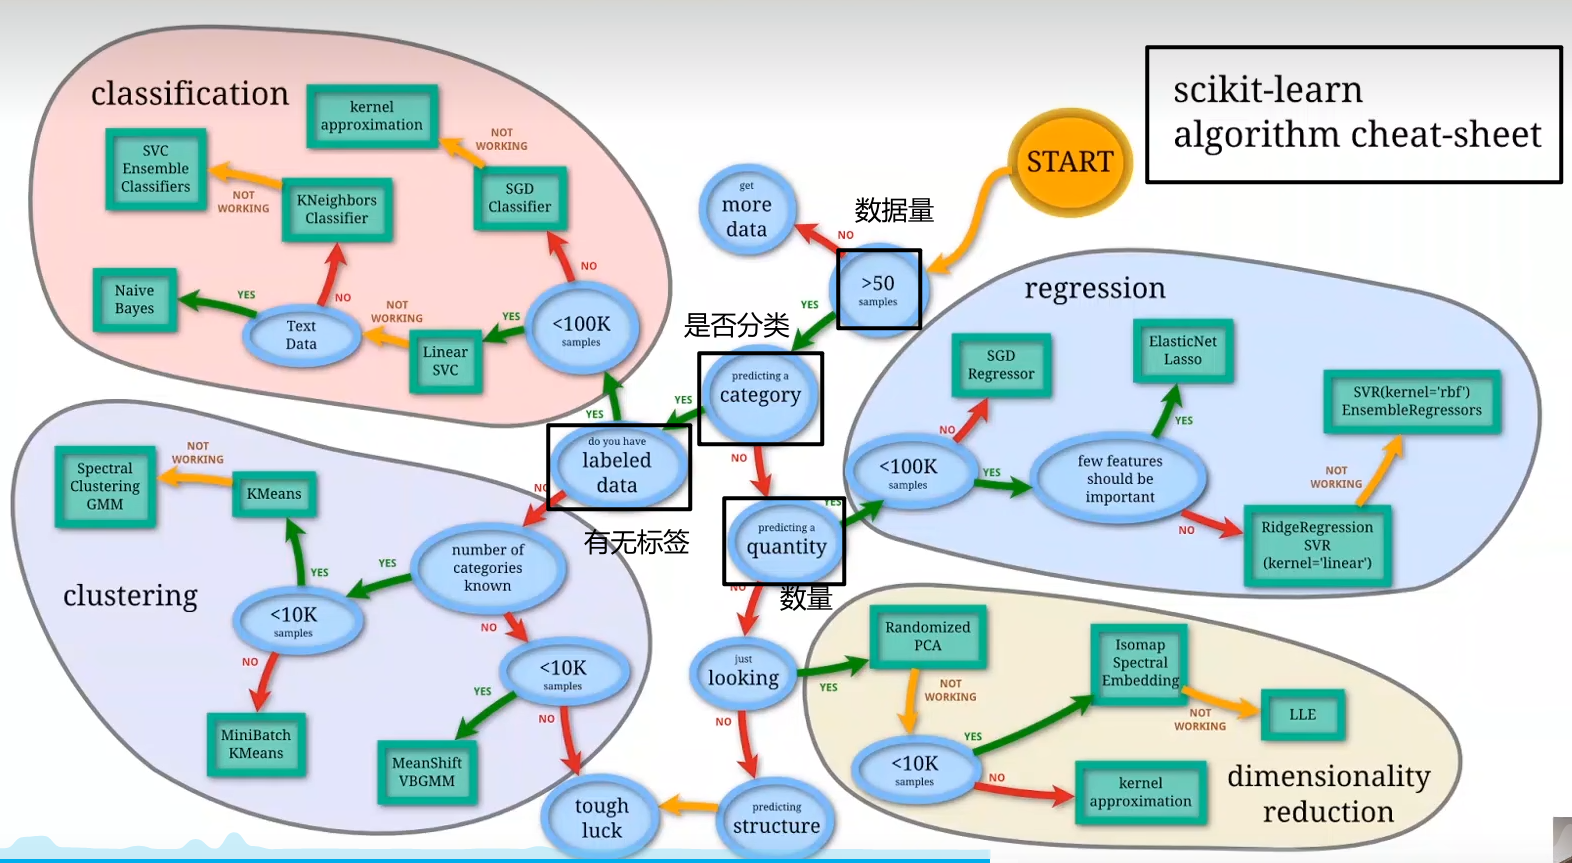 scikit-learn
algorithm cheat-sheet
START
classification
kernel
approximation
NOT
WORKING
SVC
Ensemble
Classifiers
NOT
WORKING
KNeighbors
Classifier
SGD
Classifier
NO
Naive
Bayes
YES
NO
Text
Data
NOT
WORKING
Linear
SVC
YES
<100K
samples
YES
get
more
data
NO
数据量
>50
samples
YES
是否分类
predicting a
category
YES
NO
do you have
labeled
data
NO
有无标签
predicting a
quantity
YES
NO
数量
just
looking
YES
NO
predicting
structure
tough
luck
regression
SGD
Regressor
NO
<100K
samples
YES
ElasticNet
Lasso
YES
few features
should be
important
NO
SVR(kernel='rbf')
EnsembleRegressors
NOT
WORKING
RidgeRegression
SVR
(kernel='linear')
clustering
Spectral
Clustering
GMM
NOT
WORKING
KMeans
YES
<10K
samples
NO
MiniBatch
KMeans
number of
categories
known
YES
NO
<10K
samples
YES
NO
MeanShift
VBGMM
Randomized
PCA
NOT
WORKING
<10K
samples
YES
NO
Isomap
Spectral
Embedding
NOT
WORKING
LLE
kernel
approximation
dimensionality
reduction